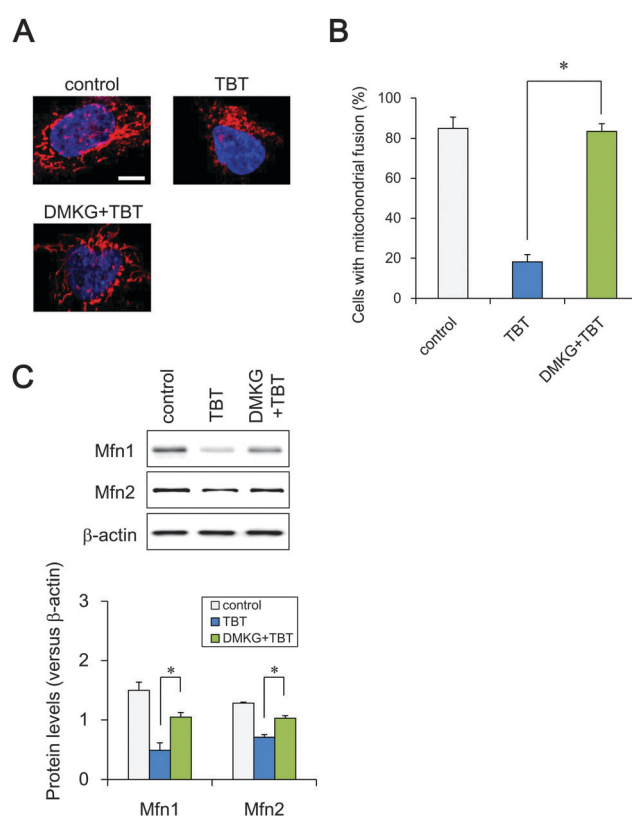 A
control
TBT
DMKG+TBT
B
*
Cells with mitochondrial fusion (%)
100
80
60
40
20
0
control
TBT
DMKG+TBT
C
control
TBT
DMKG
+TBT
Mfn1
Mfn2
β-actin
Protein levels (versus β-actin)
3
2
1
0
control
TBT
DMKG+TBT
*
*
Mfn1
Mfn2